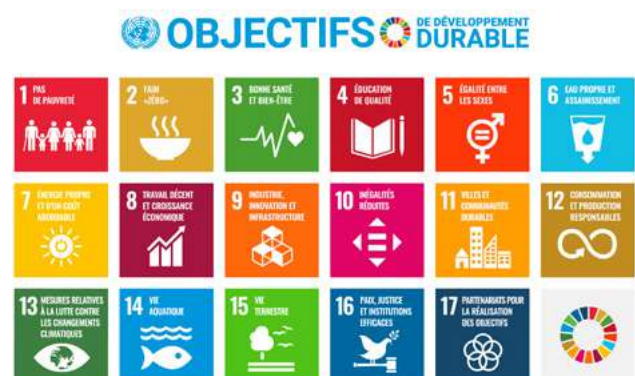 OBJECTIFS DE DÉVELOPPEMENT
DURABLE
1 PAS
DE PAUVRETÉ
2 FAIM
«ZÉRO»
3 BONNE SANTÉ
ET BIEN-ÊTRE
4 ÉDUCATION
DE QUALITÉ
5 ÉGALITÉ ENTRE
LES SEXES
6 EAU PROPRE ET
ASSAINISSEMENT
7 ÉNERGIE PROPRE
ET D'UN COÛT
ABORDABLE
8 TRAVAIL DÉCENT
ET CROISSANCE
ÉCONOMIQUE
9 INDUSTRIE,
INNOVATION ET
INFRASTRUCTURE
10 INÉGALITÉS
RÉDUITES
11 VILLES ET
COMMUNAUTÉS
DURABLES
12 CONSOMMATION
ET PRODUCTION
RESPONSABLES
13 MESURES RELATIVES
À LA LUTTE CONTRE
LES CHANGEMENTS
CLIMATIQUES
14 VIE
AQUATIQUE
15 VIE
TERRESTRE
16 PAIX, JUSTICE
ET INSTITUTIONS
EFFICACES
17 PARTENARIATS POUR
LA RÉALISATION
DES OBJECTIFS